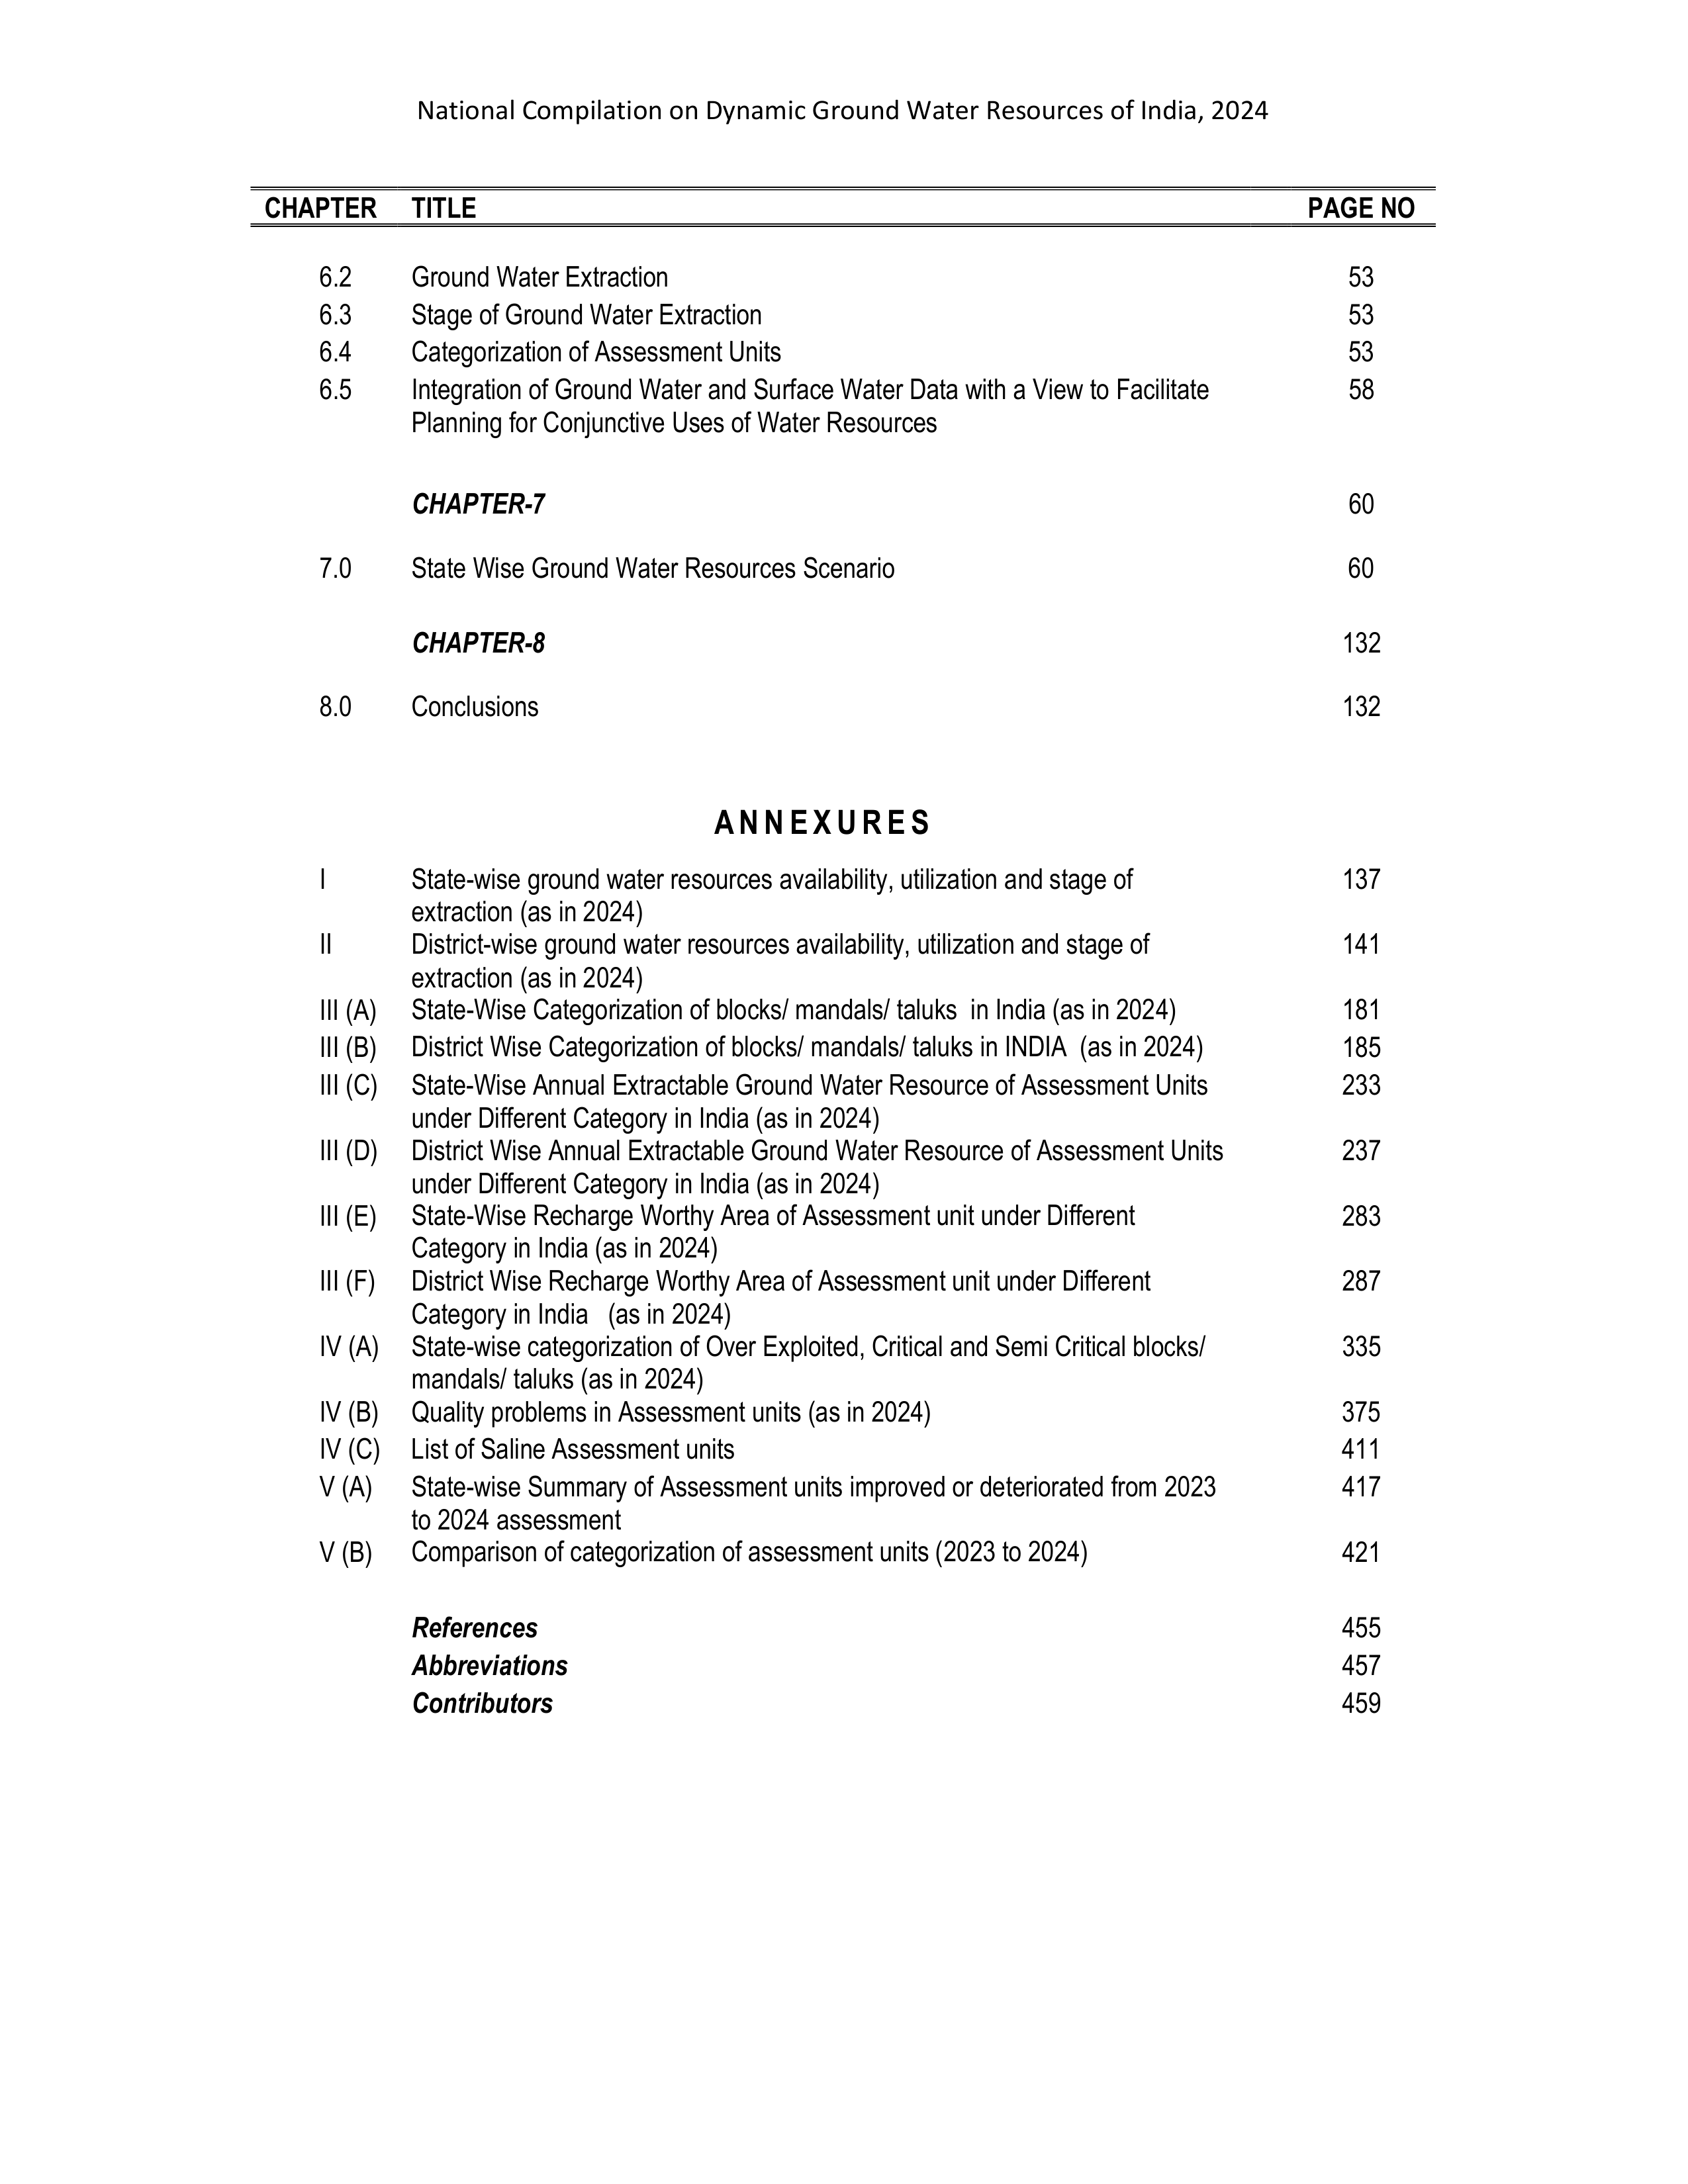 National Compilation on Dynamic Ground Water Resources of India, 2024
CHAPTER TITLE PAGE NO
6.2 Ground Water Extraction 53
6.3 Stage of Ground Water Extraction 53
6.4 Categorization of Assessment Units 53
6.5 Integration of Ground Water and Surface Water Data with a View to Facilitate 58
Planning for Conjunctive Uses of Water Resources
CHAPTER-7 60
7.0 State Wise Ground Water Resources Scenario 60
CHAPTER-8 132
8.0 Conclusions 132
ANNEXURES
I State-wise ground water resources availability, utilization and stage of 137
extraction (as in 2024)
II District-wise ground water resources availability, utilization and stage of 141
extraction (as in 2024)
III (A) State-Wise Categorization of blocks/ mandals/ taluks in India (as in 2024) 181
III (B) District Wise Categorization of blocks/ mandals/ taluks in INDIA (as in 2024) 185
III (C) State-Wise Annual Extractable Ground Water Resource of Assessment Units 233
under Different Category in India (as in 2024)
III (D) District Wise Annual Extractable Ground Water Resource of Assessment Units 237
under Different Category in India (as in 2024)
III (E) State-Wise Recharge Worthy Area of Assessment unit under Different 283
Category in India (as in 2024)
III (F) District Wise Recharge Worthy Area of Assessment unit under Different 287
Category in India (as in 2024)
IV (A) State-wise categorization of Over Exploited, Critical and Semi Critical blocks/ 335
mandals/ taluks (as in 2024)
IV (B) Quality problems in Assessment units (as in 2024) 375
IV (C) List of Saline Assessment units 411
V (A) State-wise Summary of Assessment units improved or deteriorated from 2023 417
to 2024 assessment
V (B) Comparison of categorization of assessment units (2023 to 2024) 421
References 455
Abbreviations 457
Contributors 459